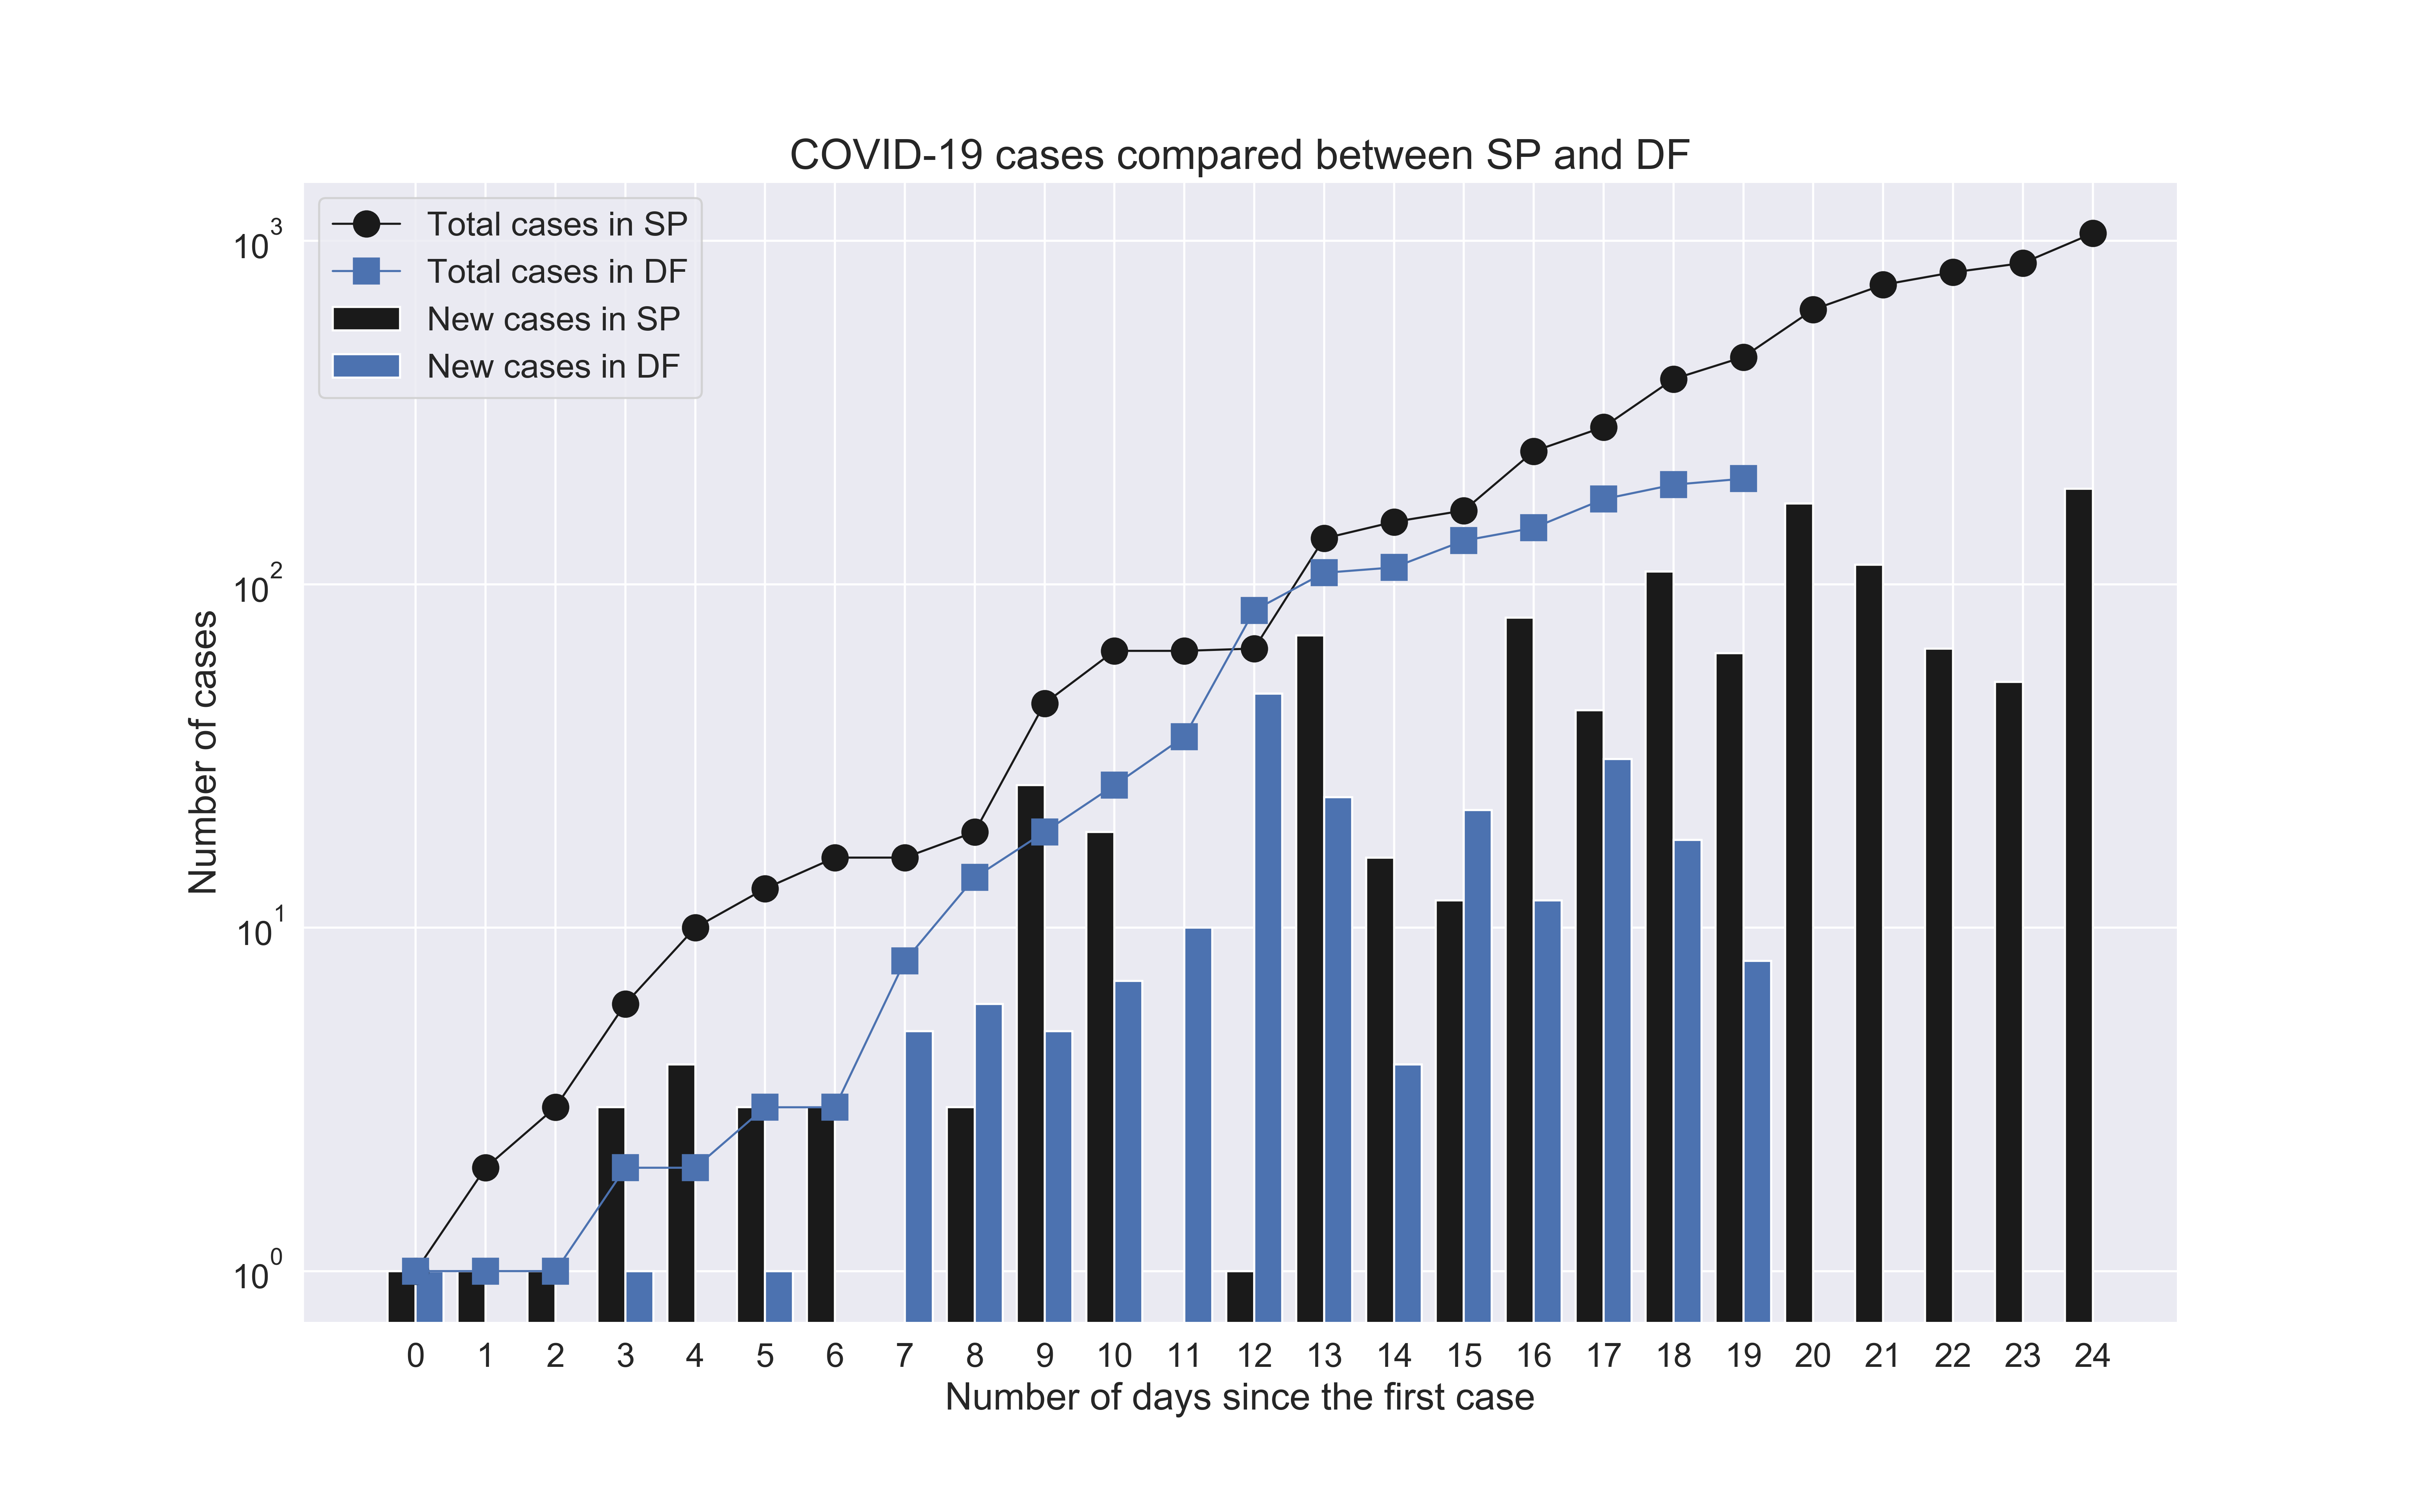 COVID-19 cases compared between SP and DF
Total cases in SP
Total cases in DF
New cases in SP
New cases in DF
10³
10²
10¹
10⁰
Number of cases
0 1 2 3 4 5 6 7 8 9 10 11 12 13 14 15 16 17 18 19 20 21 22 23 24
Number of days since the first case